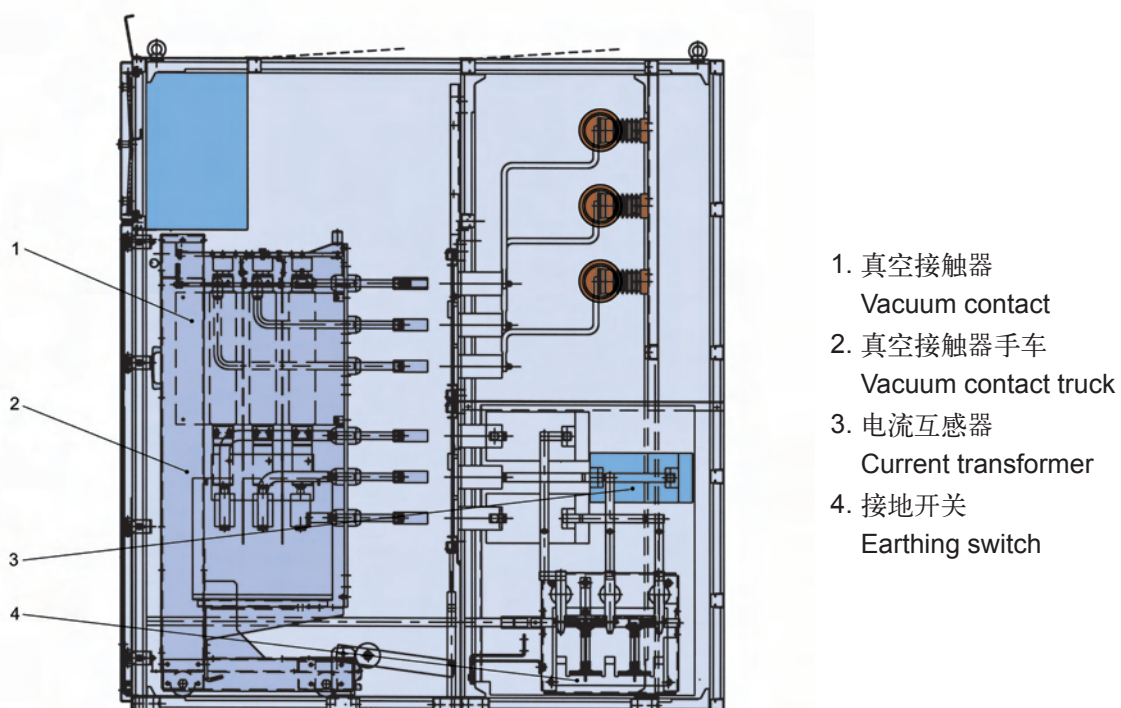 1
2
3
4
1. 真空接触器
Vacuum contact
2. 真空接触器手车
Vacuum contact truck
3. 电流互感器
Current transformer
4. 接地开关
Earthing switch